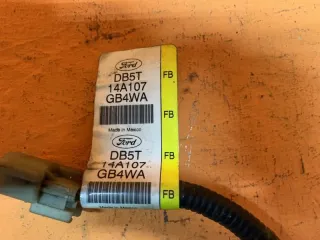 Ford
FB
DB5T
14A107
GB4WA
FB
Made in Mexico
FB
Ford
DB5T
14A107
GB4WA
FB